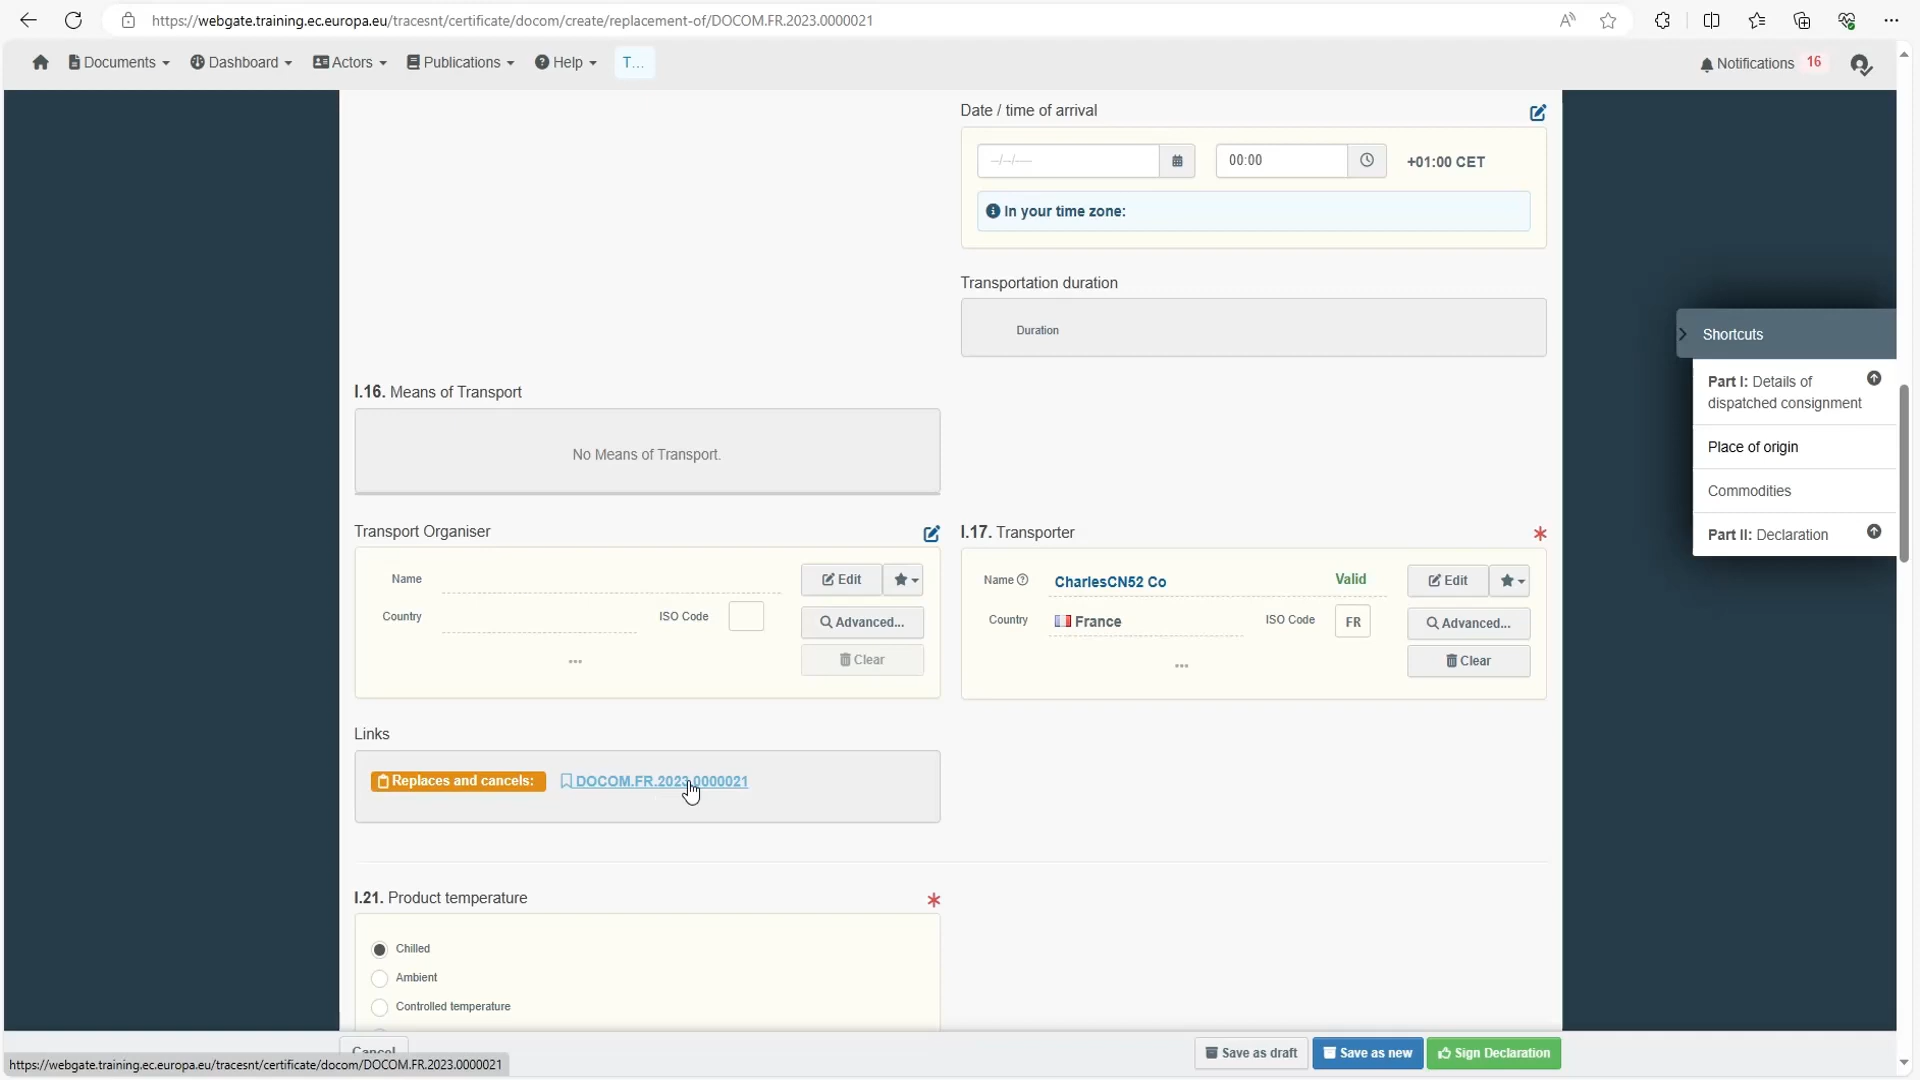 https://webgate.training.ec.europa.eu/tracesnt/certificate/docom/create/replacement-of/DOCOM.FR.2023.0000021
Documents
Dashboard
Actors
Publications
Help
T...
Notifications 16
Date / time of arrival
--/--/----
00:00
+01:00 CET
In your time zone:
Transportation duration
Duration
I.16. Means of Transport
No Means of Transport.
Transport Organiser
Name
Edit
Country
ISO Code
Advanced...
Clear
I.17. Transporter
Name
CharlesCN52 Co
Valid
Edit
Country
France
ISO Code
FR
Advanced...
Clear
Links
Replaces and cancels:
DOCOM.FR.2023.0000021
I.21. Product temperature
Chilled
Ambient
Controlled temperature
Shortcuts
Part I: Details of
dispatched consignment
Place of origin
Commodities
Part II: Declaration
Cancel
Save as draft
Save as new
Sign Declaration
https://webgate.training.ec.europa.eu/tracesnt/certificate/docom/DOCOM.FR.2023.0000021